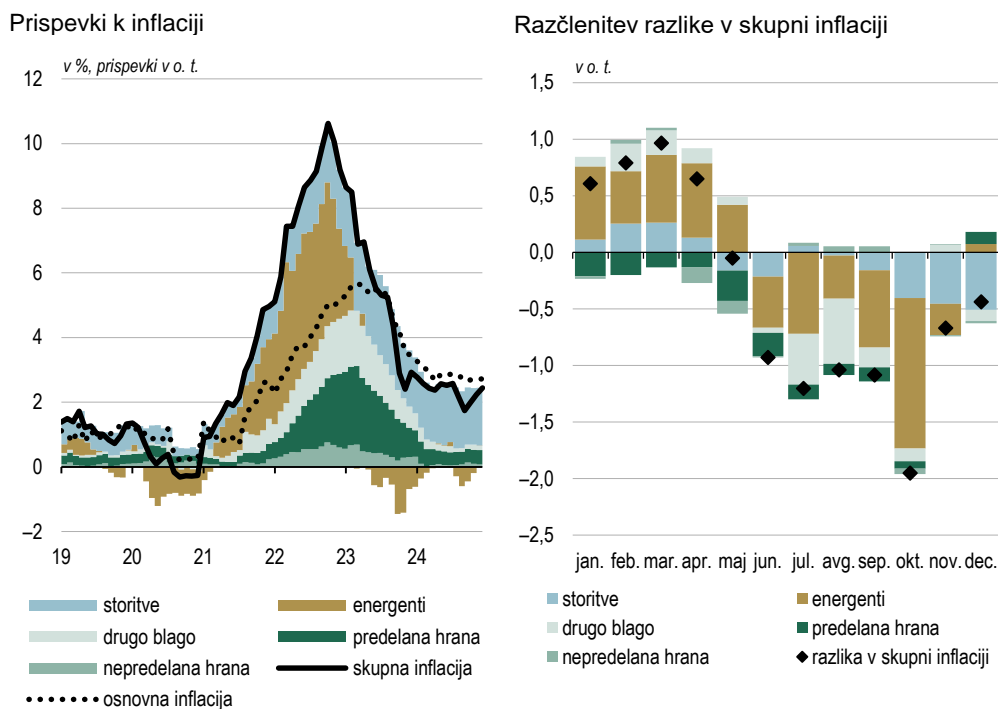 Prispevki k inflaciji
v %, prispevki v o. t.
12
10
8
6
4
2
0
–2
19 20 21 22 23 24
storitve energenti
drugo blago predelana hrana
nepredelana hrana skupna inflacija
osnovna inflacija
Razčlenitev razlike v skupni inflaciji
v o. t.
1,5
1,0
0,5
0,0
–0,5
–1,0
–1,5
–2,0
–2,5
jan. feb. mar. apr. maj jun. jul. avg. sep. okt. nov. dec.
storitve energenti
drugo blago predelana hrana
nepredelana hrana razlika v skupni inflaciji